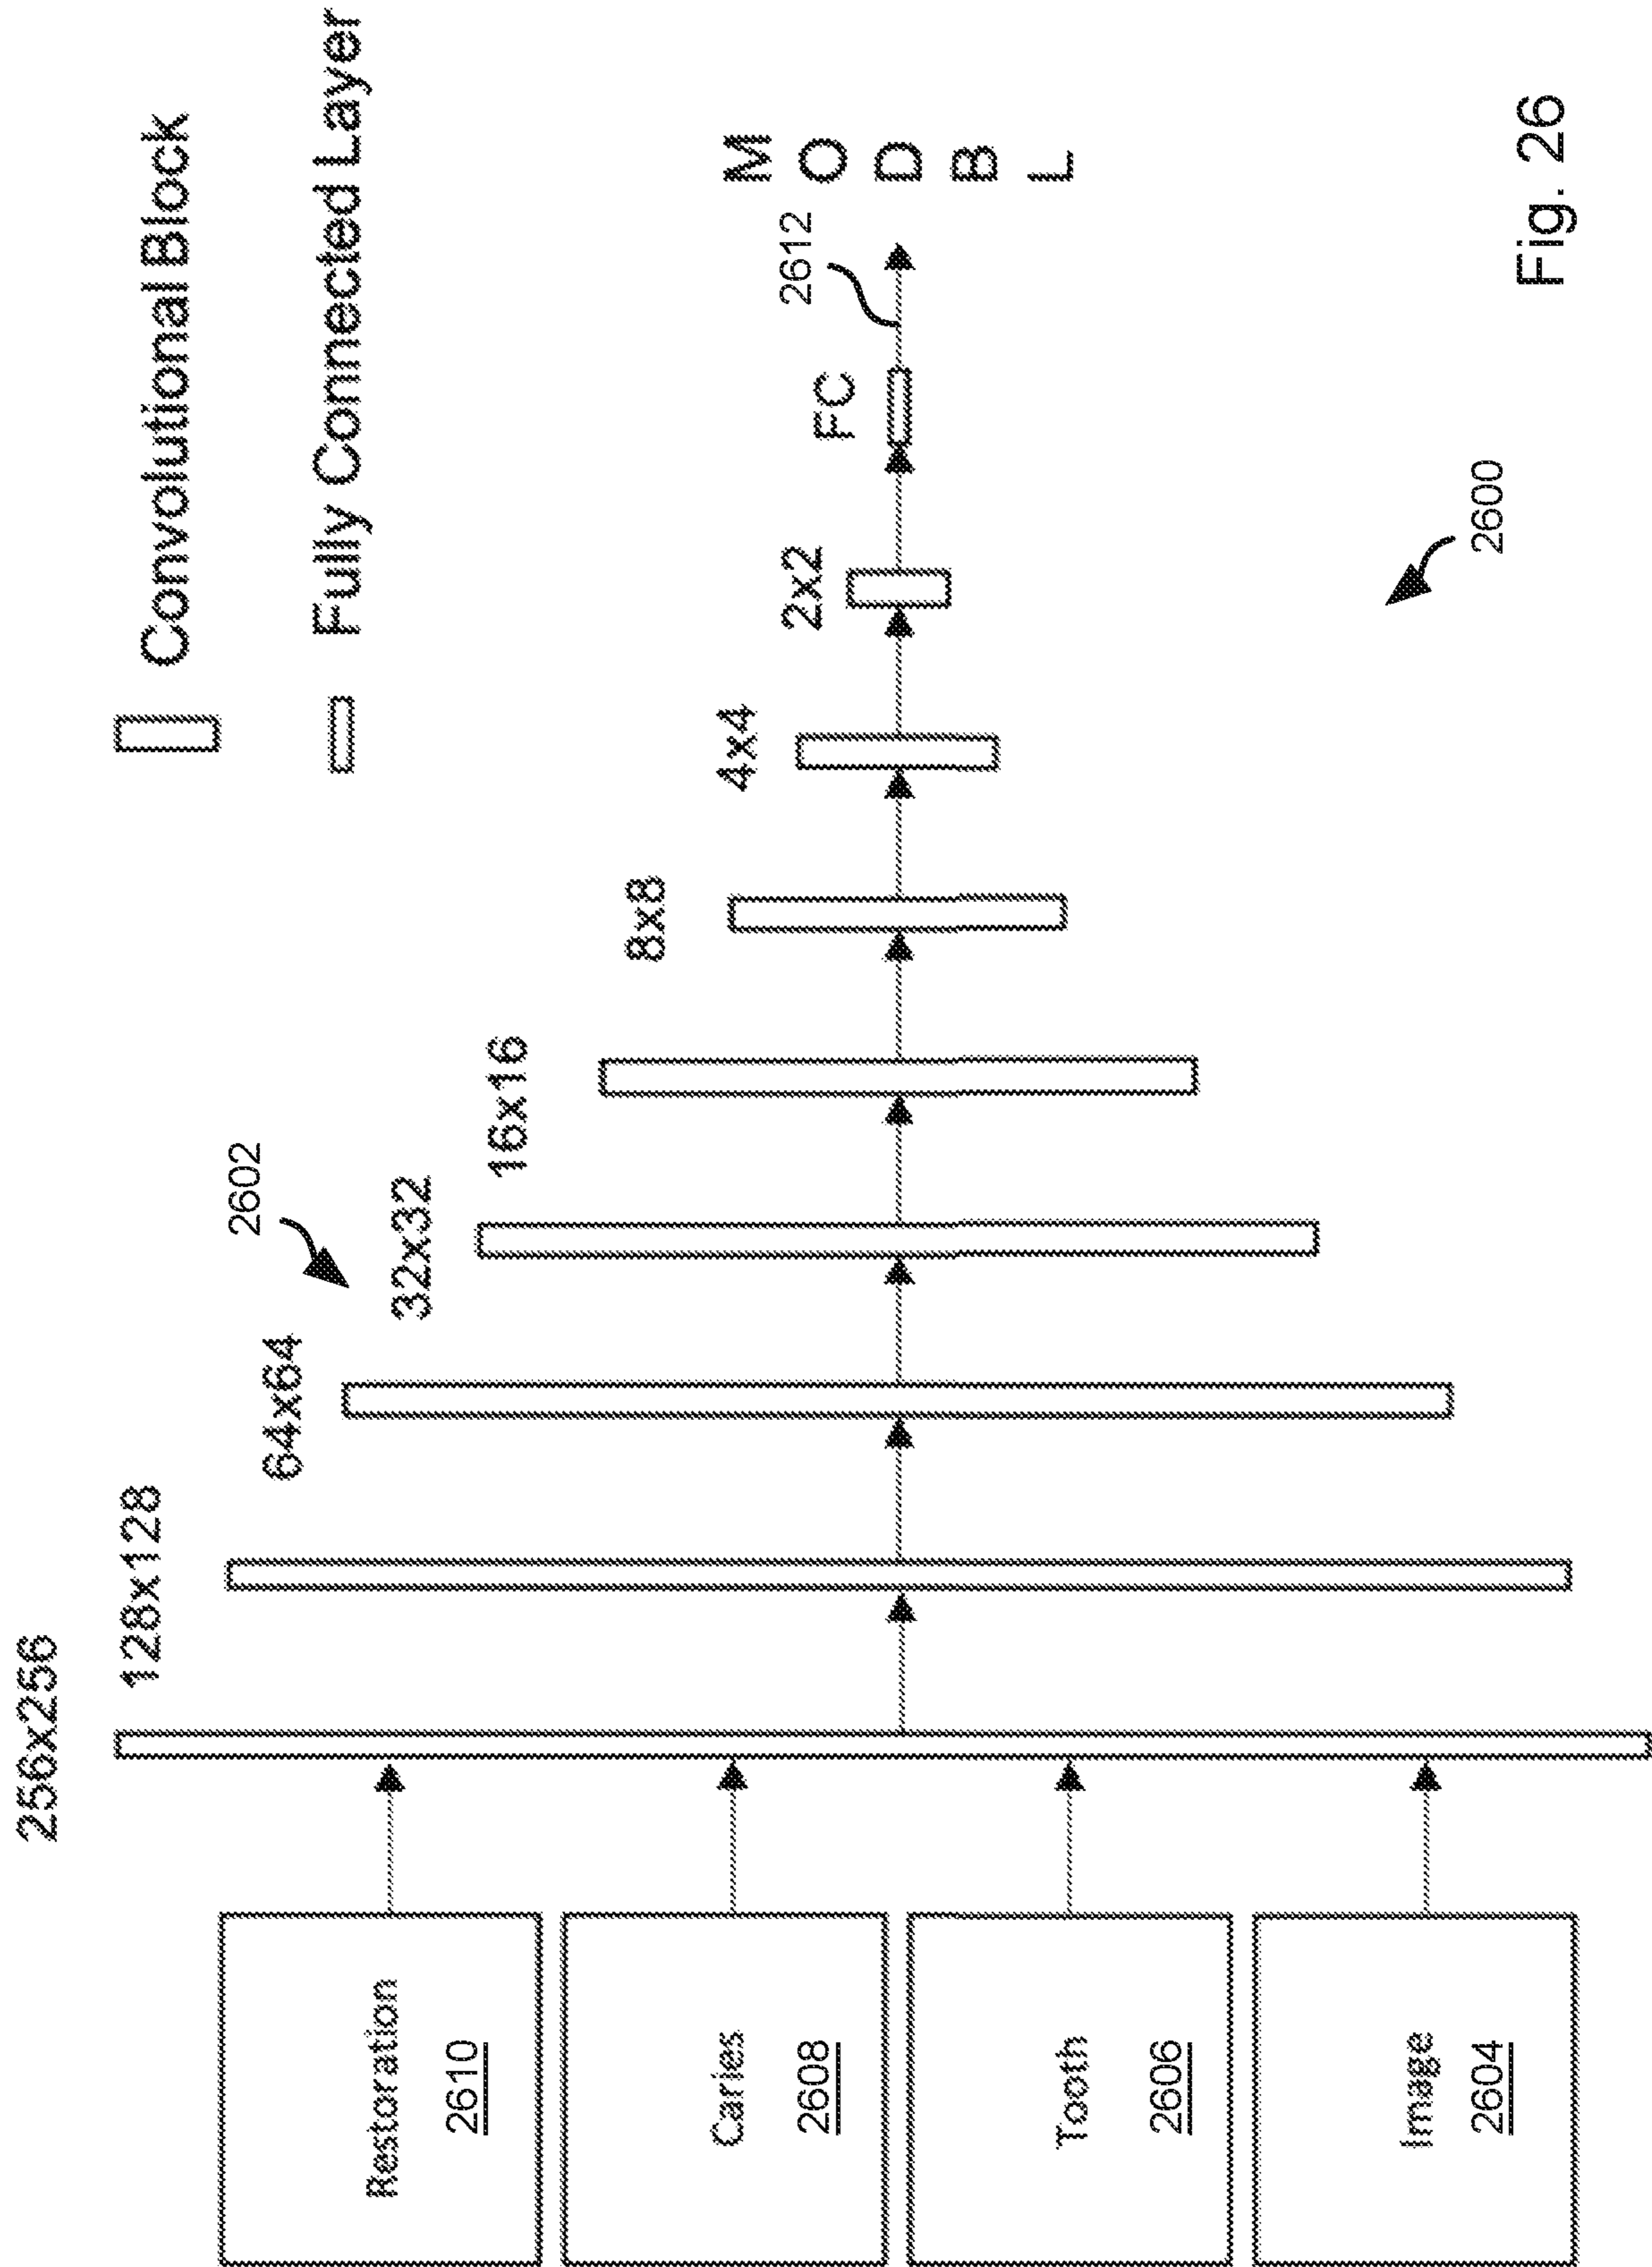 Convolutional Block
Fully Connected Layer
256x256
128x128
64x64
2602
32x32
16x16
8x8
4x4
2x2
FC
2612
M
O
D
B
L
Restoration
2610
Caries
2608
Tooth
2606
Image
2604
2600
Fig. 26